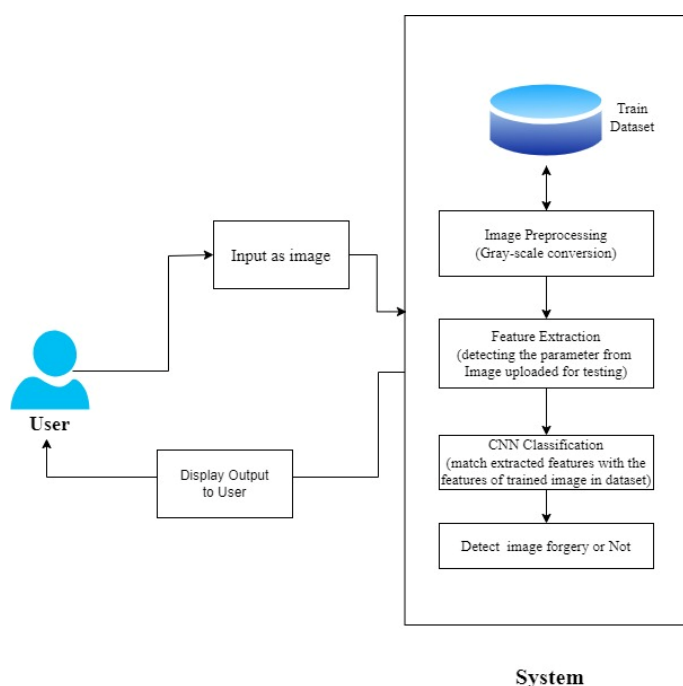 Train
Dataset
Image Preprocessing
(Gray-scale conversion)
Input as image
Feature Extraction
(detecting the parameter from
Image uploaded for testing)
User
CNN Classification
(match extracted features with the
features of trained image in dataset)
Display Output
to User
Detect image forgery or Not
System